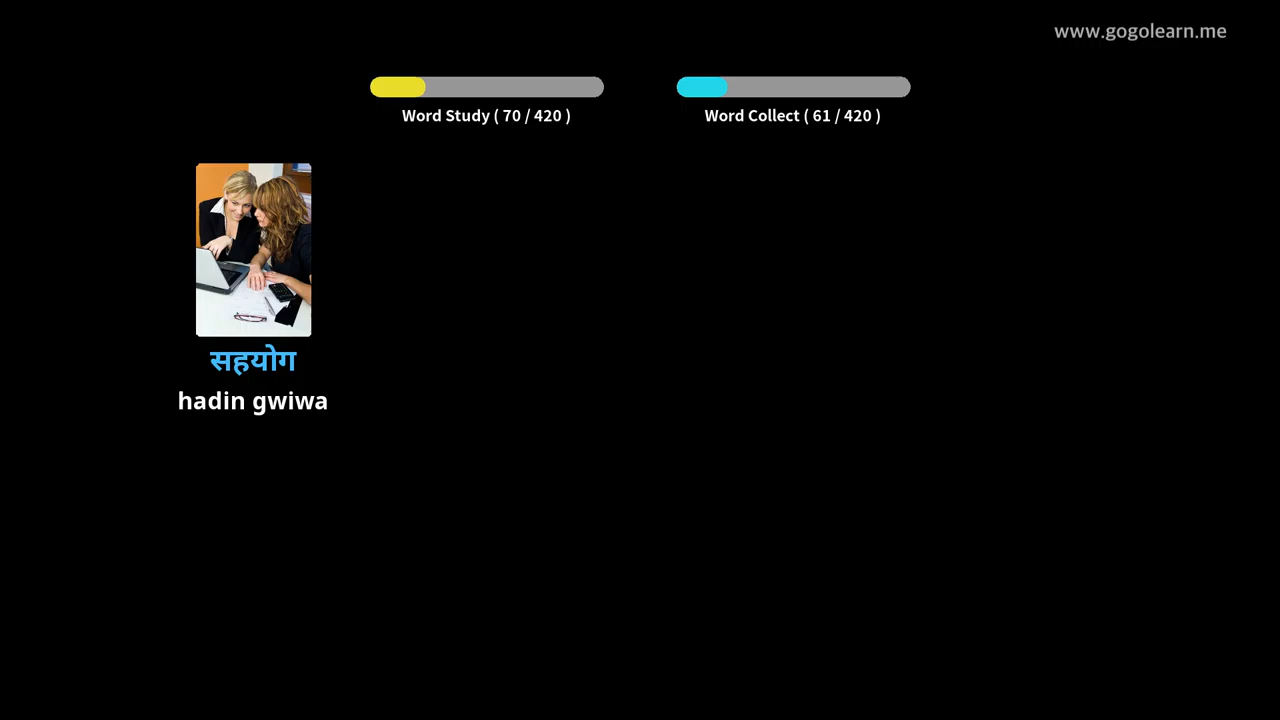 www.gogolearn.me
Word Study ( 70 / 420 )
Word Collect ( 61 / 420 )
सहयोग
hadin gwiwa